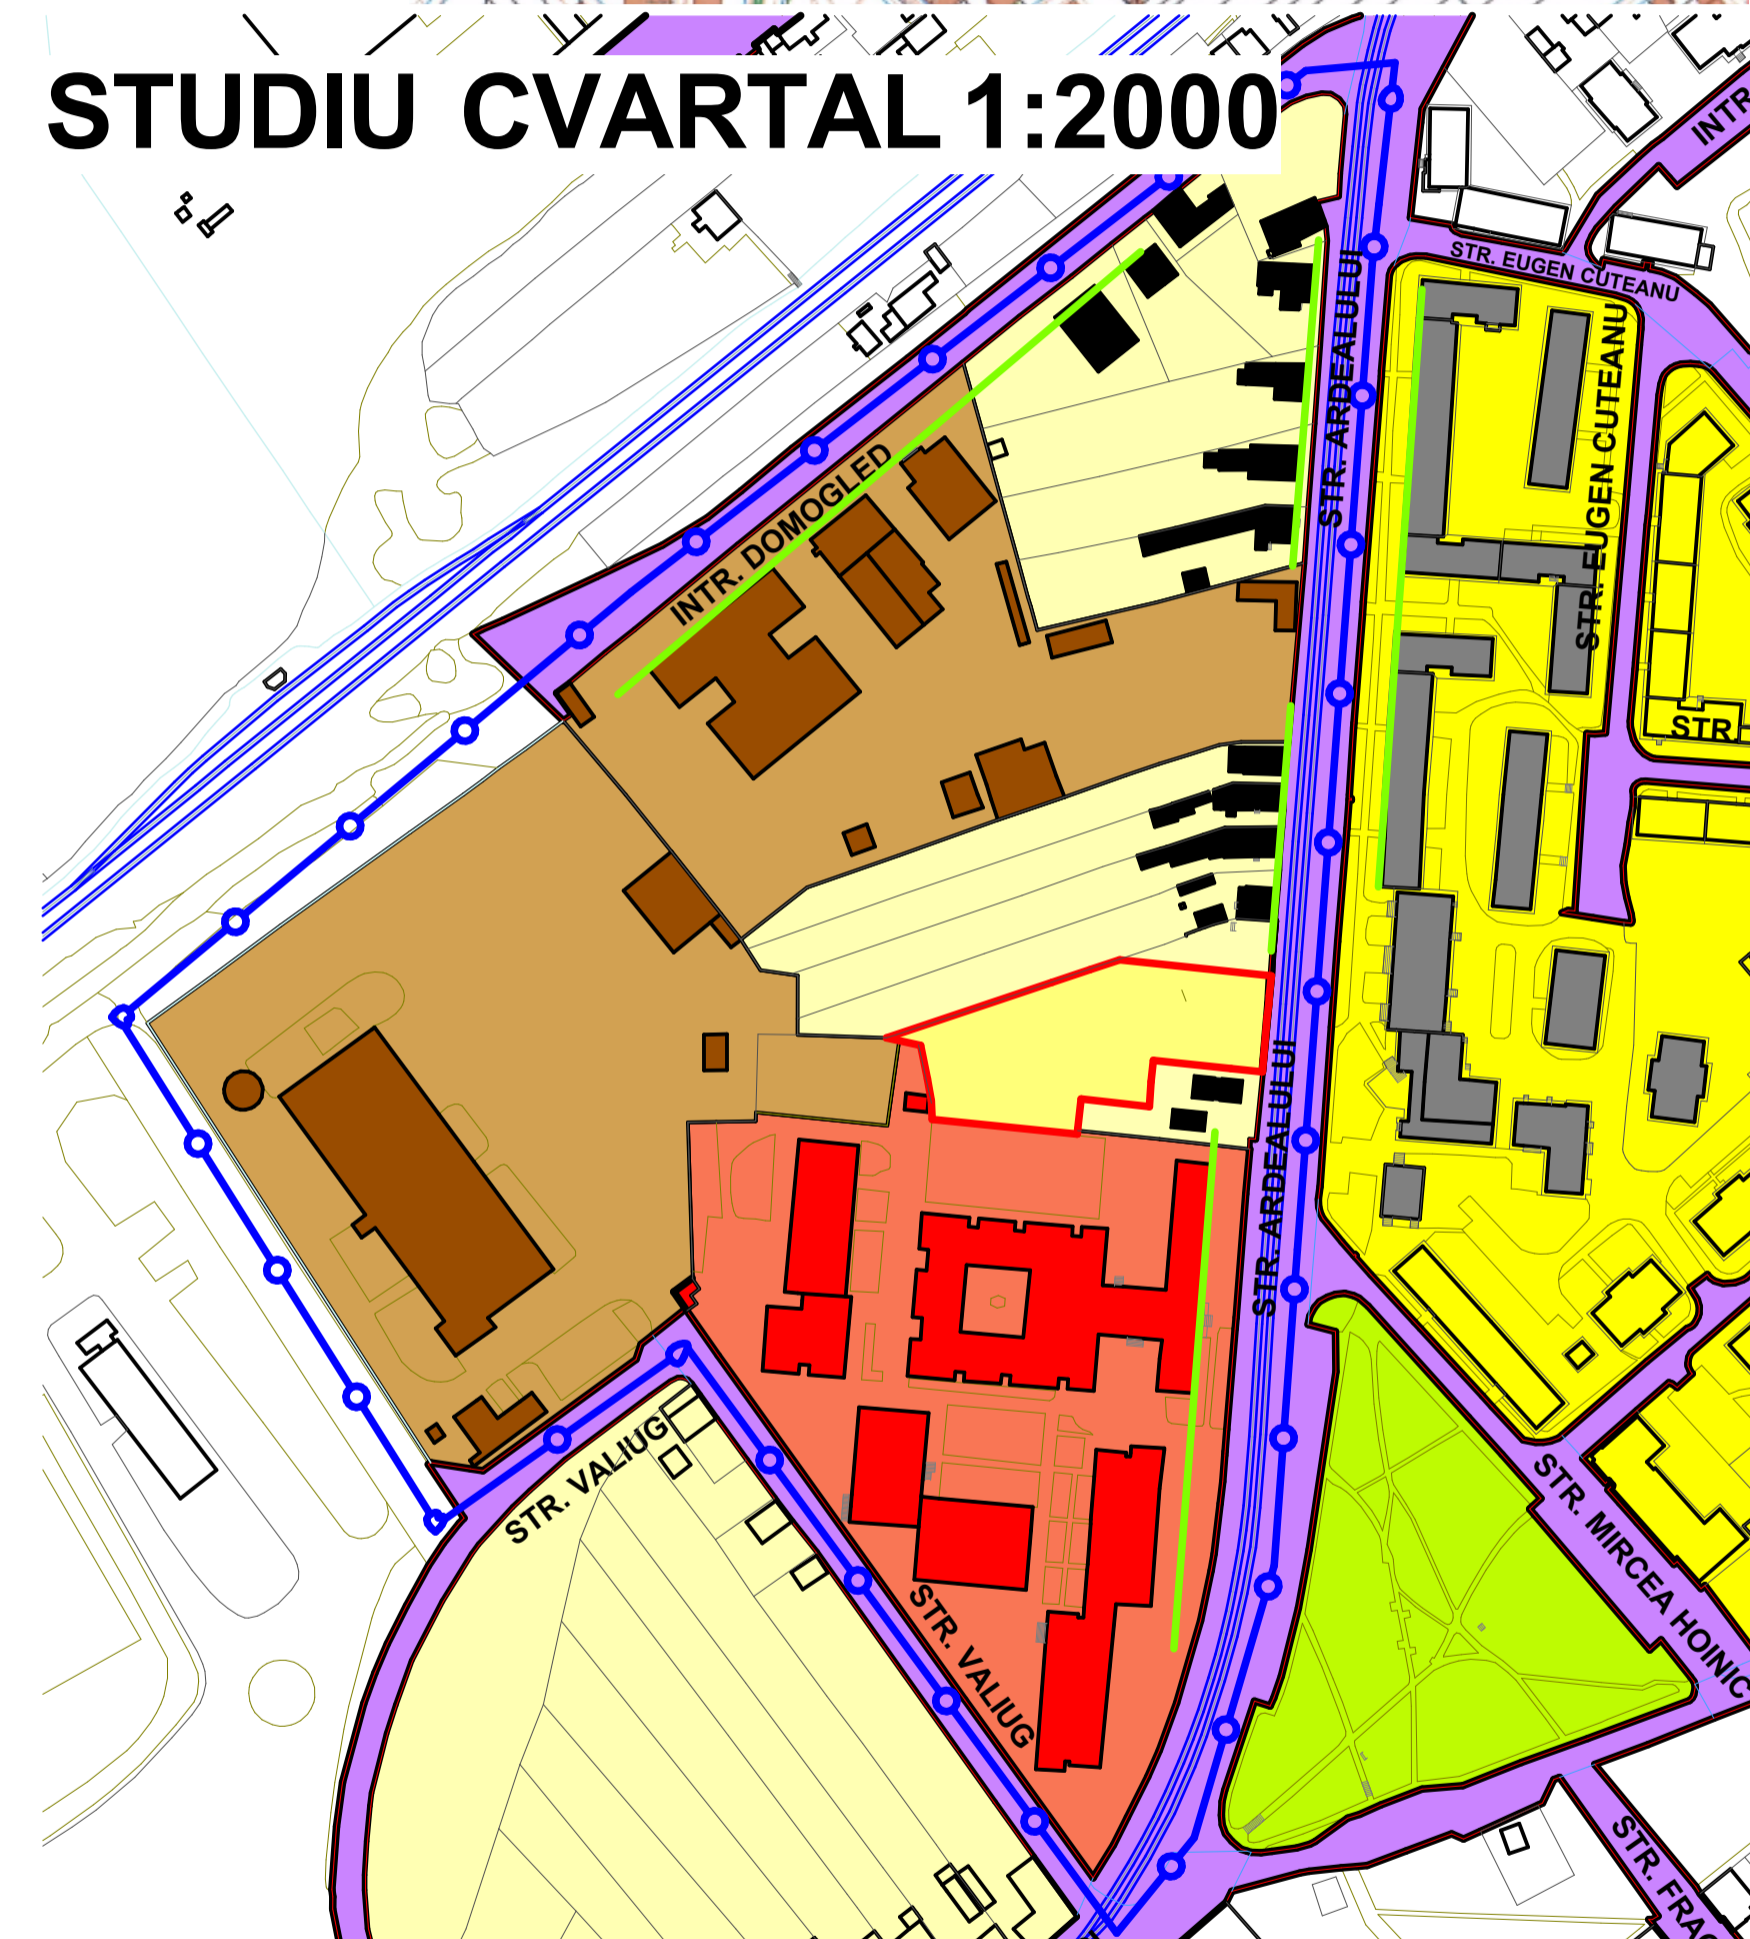 STUDIU CVARTAL 1:2000
INTR
STR. EUGEN CUTEANU
STR. ARDEALULUI
STR. EUGEN CUTEANU
INTR. DOMOGLED
STR.
STR. ARDEALULUI
STR. VALIUG
STR. MIRCEA HOINIC
STR. VALIUG
STR. FRAG